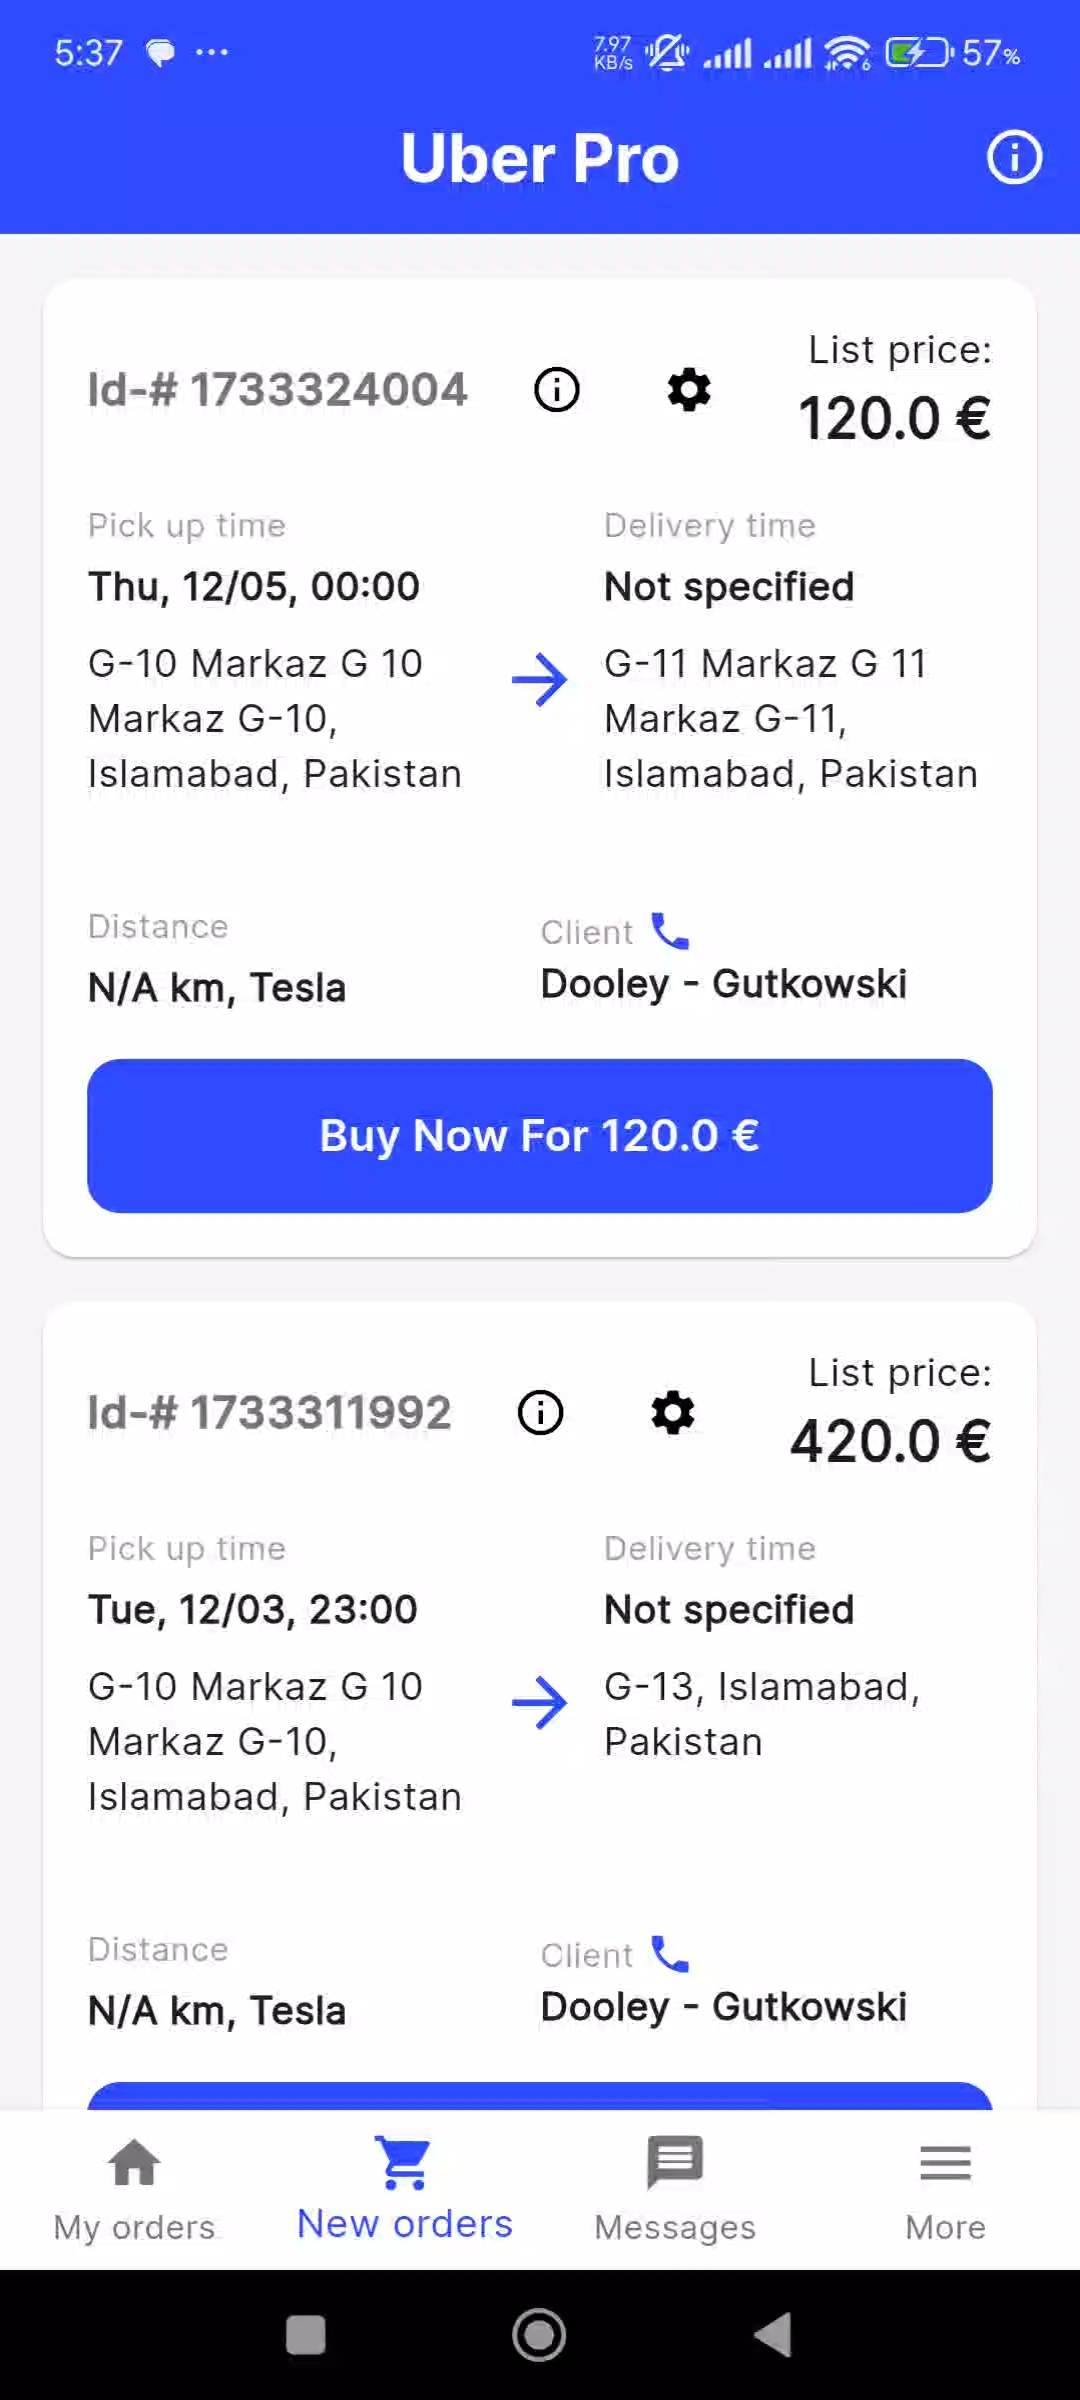 5:37
7.97
KB/s
6
57%
Uber Pro
List price:
Id-# 1733324004
120.0 €
Pick up time
Delivery time
Thu, 12/05, 00:00
Not specified
G-10 Markaz G 10
Markaz G-10,
Islamabad, Pakistan
G-11 Markaz G 11
Markaz G-11,
Islamabad, Pakistan
Distance
Client
N/A km, Tesla
Dooley - Gutkowski
Buy Now For 120.0 €
List price:
Id-# 1733311992
420.0 €
Pick up time
Delivery time
Tue, 12/03, 23:00
Not specified
G-10 Markaz G 10
Markaz G-10,
Islamabad, Pakistan
G-13, Islamabad,
Pakistan
Distance
Client
N/A km, Tesla
Dooley - Gutkowski
My orders
New orders
Messages
More